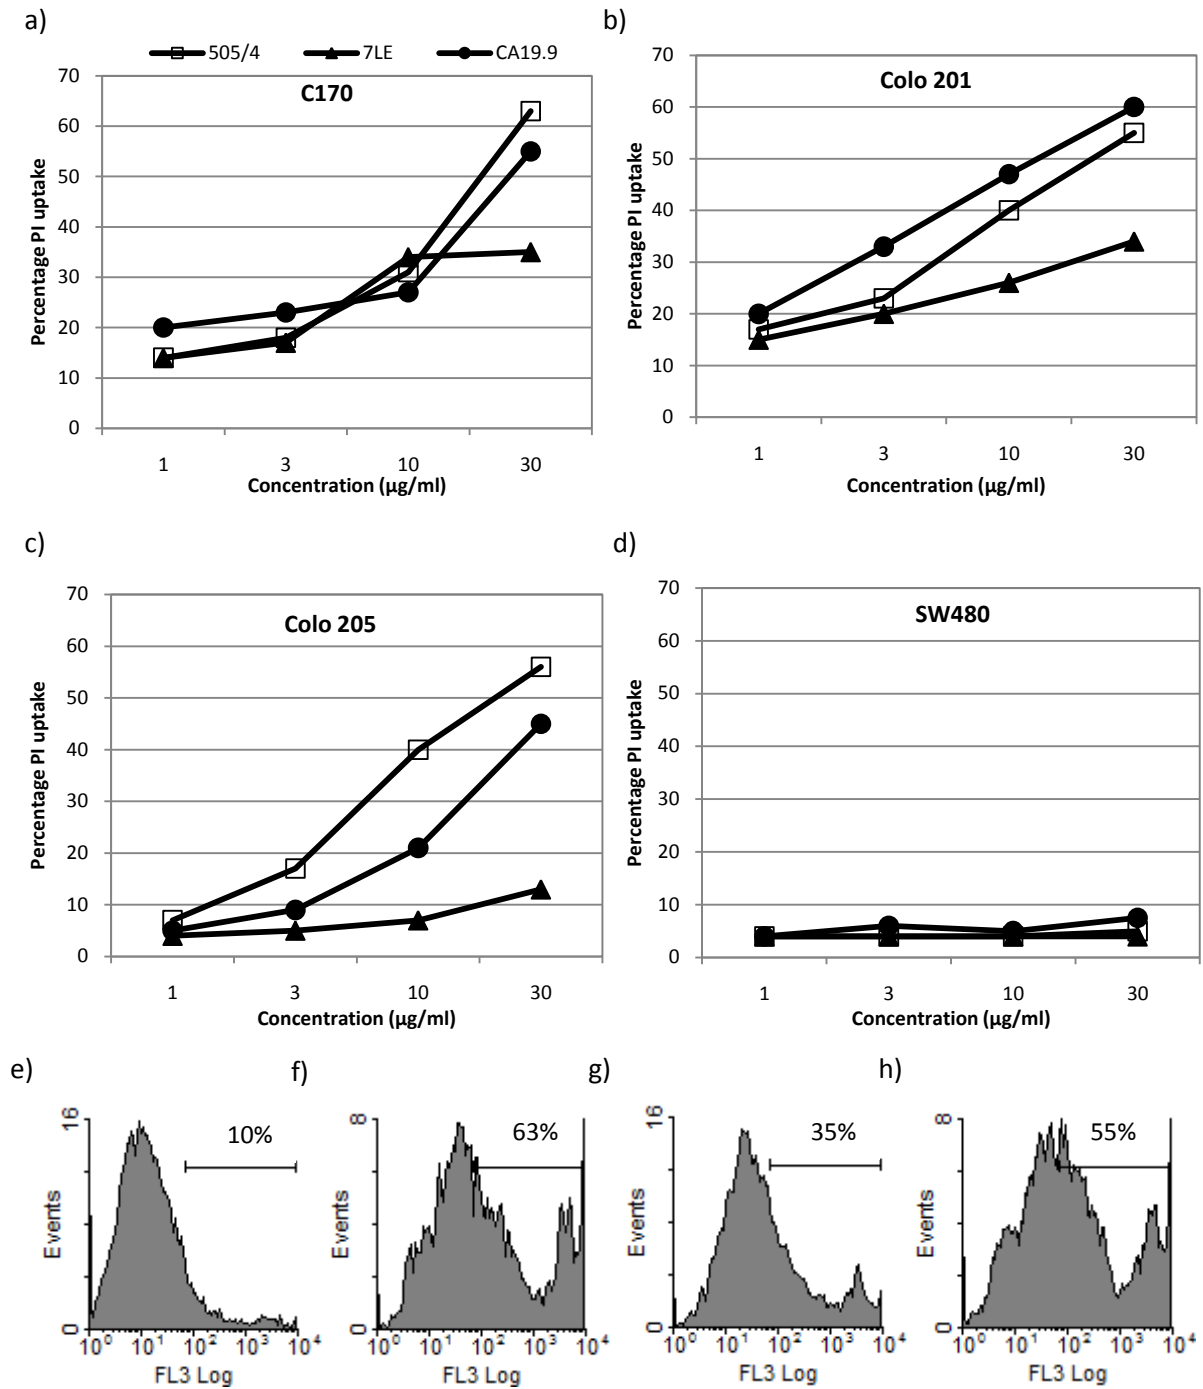 a)
505/4 7LE CA19.9
C170
Percentage PI uptake
70
60
50
40
30
20
10
0
1 3 10 30
Concentration (µg/ml)
b)
Colo 201
Percentage PI uptake
70
60
50
40
30
20
10
0
1 3 10 30
Concentration (µg/ml)
c)
Colo 205
Percentage PI uptake
70
60
50
40
30
20
10
0
1 3 10 30
Concentration (µg/ml)
d)
SW480
Percentage PI uptake
70
60
50
40
30
20
10
0
1 3 10 30
Concentration (µg/ml)
e)
16
10%
Events
0
10⁰ 10¹ 10² 10³ 10⁴
FL3 Log
f)
8
63%
Events
0
10⁰ 10¹ 10² 10³ 10⁴
FL3 Log
g)
16
35%
Events
0
10⁰ 10¹ 10² 10³ 10⁴
FL3 Log
h)
8
55%
Events
0
10⁰ 10¹ 10² 10³ 10⁴
FL3 Log